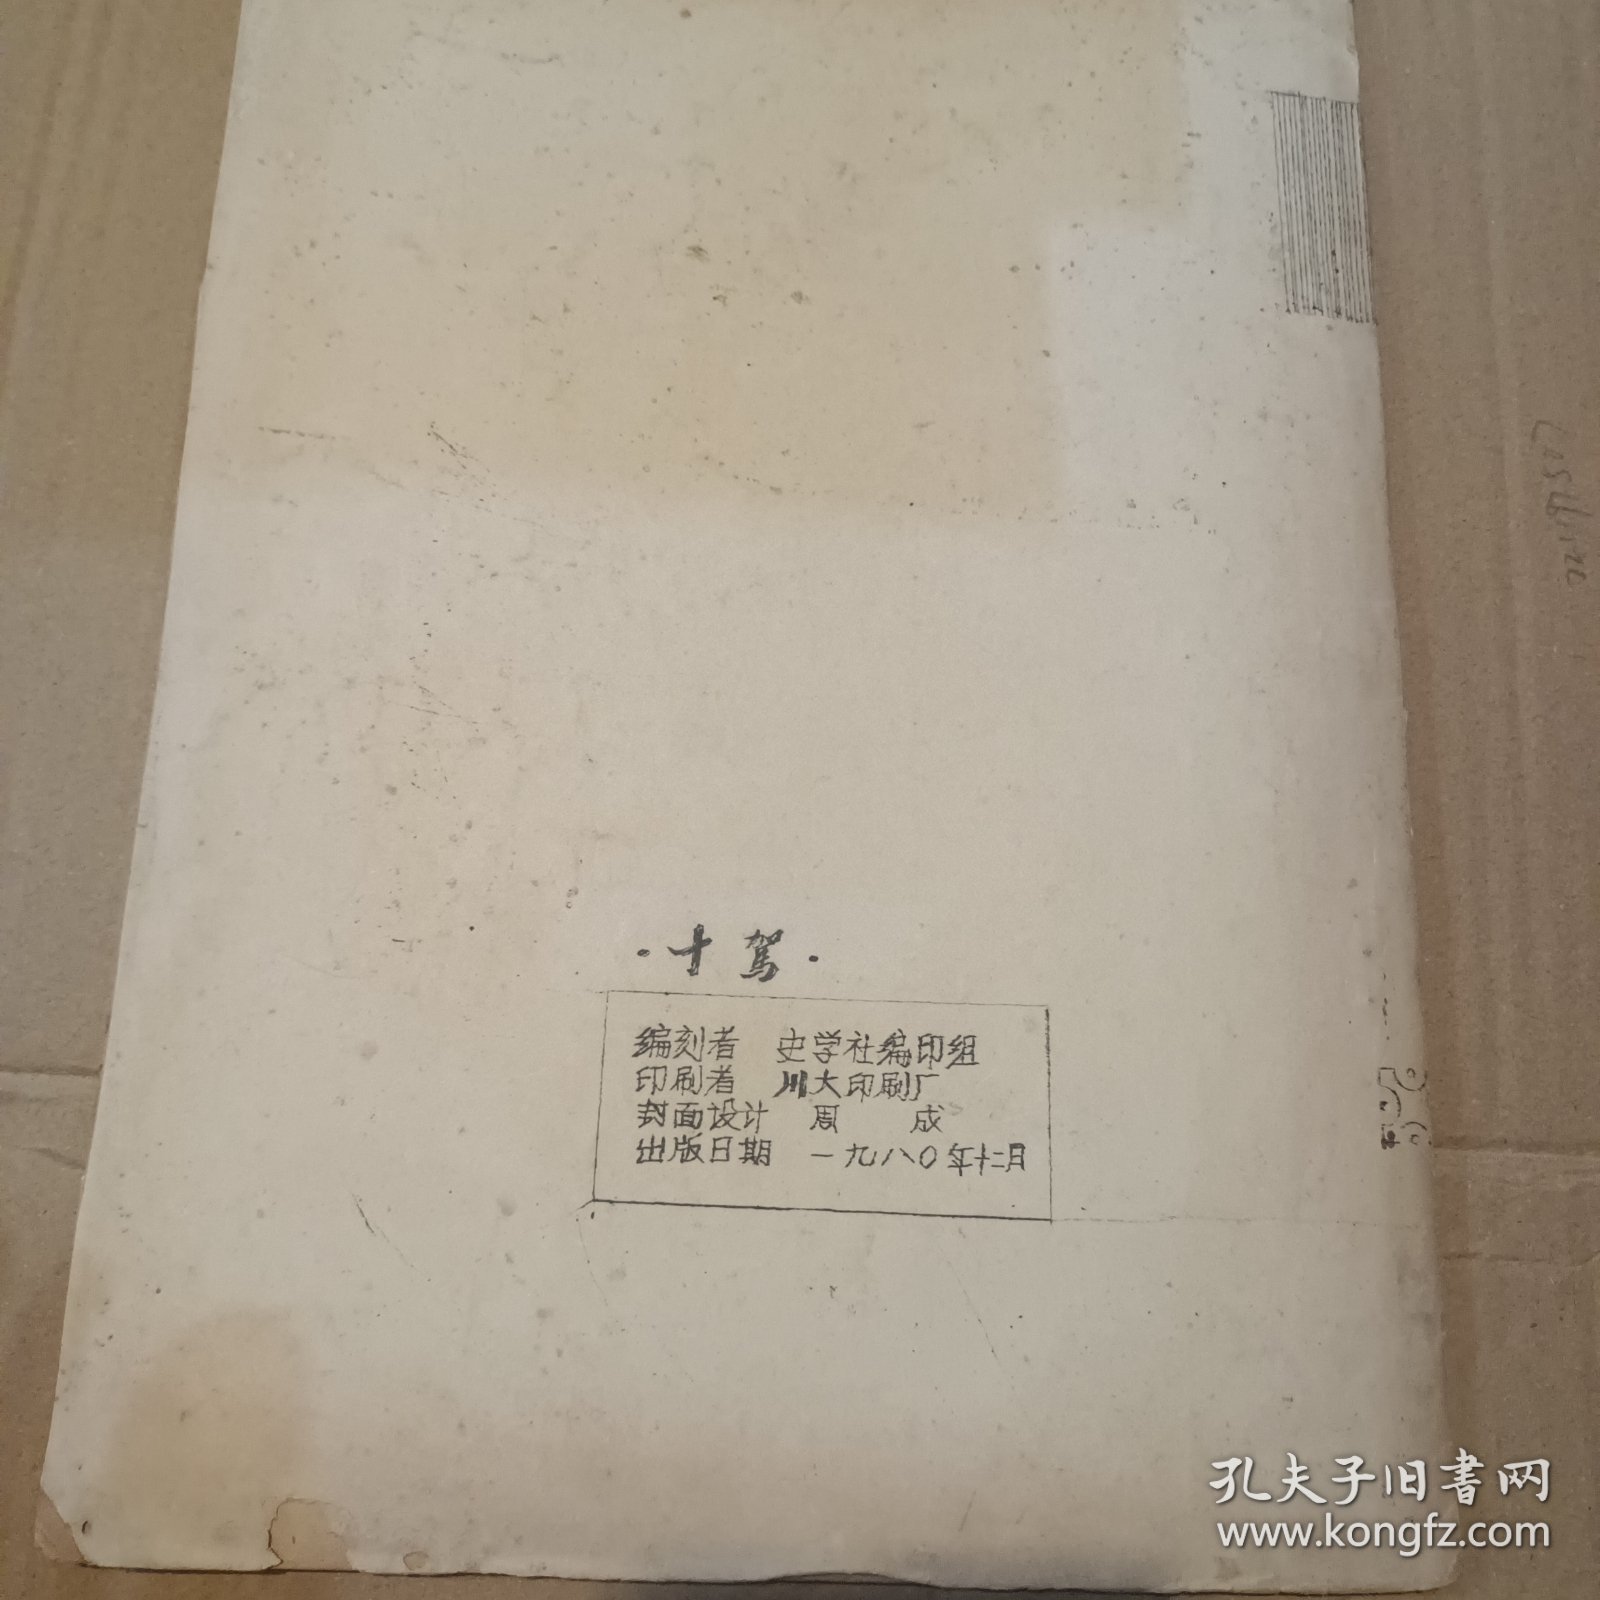 ·十驾·
编刻者 史学社编印组
印刷者 川大印刷厂
封面设计 周 成
出版日期 一九八〇年十二月
孔夫子旧书网
www.kongfz.com